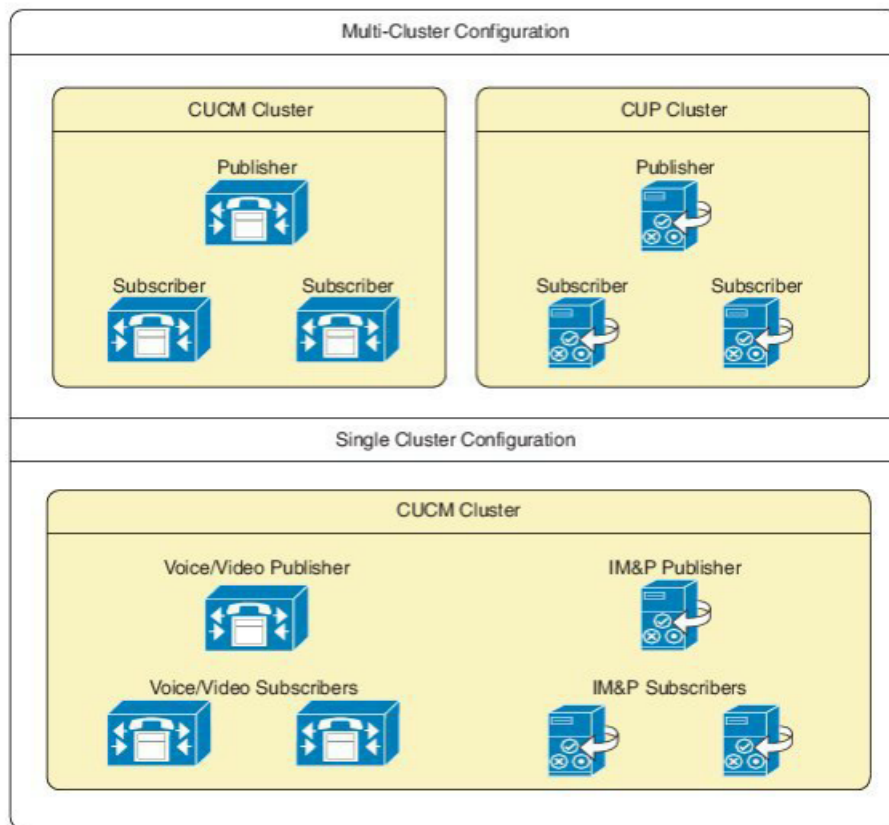 Multi-Cluster Configuration
CUCM Cluster
Publisher
Subscriber Subscriber
CUP Cluster
Publisher
Subscriber Subscriber
Single Cluster Configuration
CUCM Cluster
Voice/Video Publisher
Voice/Video Subscribers
IM&P Publisher
IM&P Subscribers